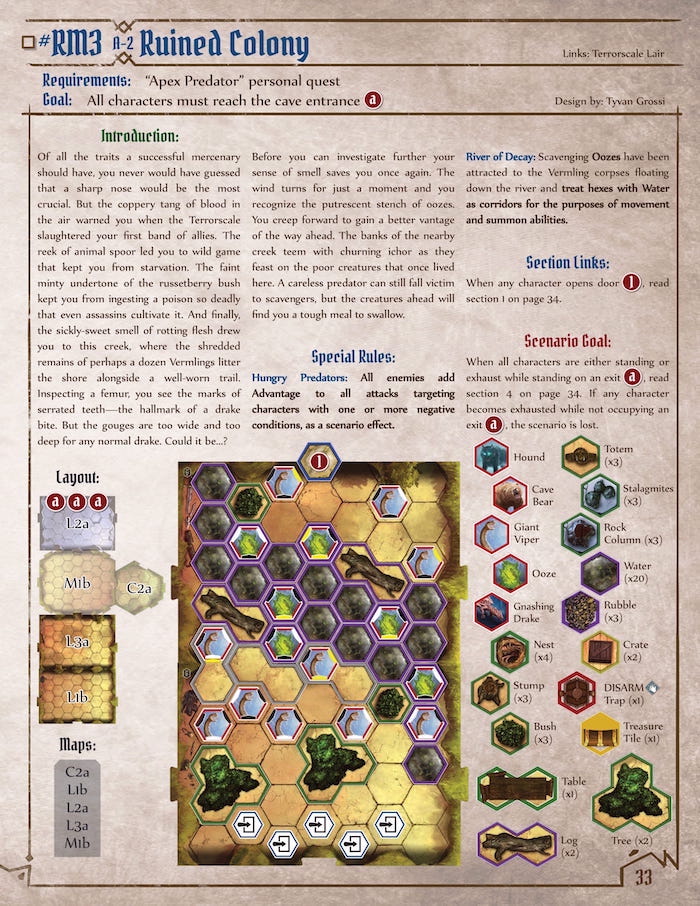 #RM3 A-2 Ruined Colony
Links: Terrorscale Lair
Requirements: “Apex Predator” personal quest
Goal: All characters must reach the cave entrance a
Design by: Tyvan Grossi
Introduction:
Of all the traits a successful mercenary
should have, you never would have guessed
that a sharp nose would be the most
crucial. But the coppery tang of blood in
the air warned you when the Terrorscale
slaughtered your first band of allies. The
reek of animal spoor led you to wild game
that kept you from starvation. The faint
minty undertone of the russetberry bush
kept you from ingesting a poison so deadly
that even assassins cultivate it. And finally,
the sickly-sweet smell of rotting flesh drew
you to this creek, where the shredded
remains of perhaps a dozen Vermlings litter
the shore alongside a well-worn trail.
Inspecting a femur, you see the marks of
serrated teeth—the hallmark of a drake
bite. But the gouges are too wide and too
deep for any normal drake. Could it be...?
Before you can investigate further your
sense of smell saves you once again. The
wind turns for just a moment and you
recognize the putrescent stench of oozes.
You creep forward to gain a better vantage
of the way ahead. The banks of the nearby
creek teem with churning ichor as they
feast on the poor creatures that once lived
here. A careless predator can still fall victim
to scavengers, but the creatures ahead will
find you a tough meal to swallow.
Special Rules:
Hungry Predators: All enemies add
Advantage to all attacks targeting
characters with one or more negative
conditions, as a scenario effect.
River of Decay: Scavenging Oozes have been
attracted to the Vermling corpses floating
down the river and treat hexes with Water
as corridors for the purposes of movement
and summon abilities.
Section Links:
When any character opens door 1, read
section 1 on page 34.
Scenario Goal:
When all characters are either standing or
exhaust while standing on an exit a, read
section 4 on page 34. If any character
becomes exhausted while not occupying an
exit a, the scenario is lost.
Layout:
a a a
L2a
M1b
C2a
L3a
L1b
Maps:
C2a
L1b
L2a
L3a
M1b
1
Hound
Totem
(x3)
Cave
Bear
Stalagmites
(x3)
Giant
Viper
Rock
Column (x3)
Ooze
Water
(x20)
Gnashing
Drake
Rubble
(x3)
Nest
(x4)
Crate
(x2)
Stump
(x3)
DISARM
Trap (x1)
Bush
(x3)
Treasure
Tile (x1)
Table
(x1)
Log
(x2)
Tree (x2)
33